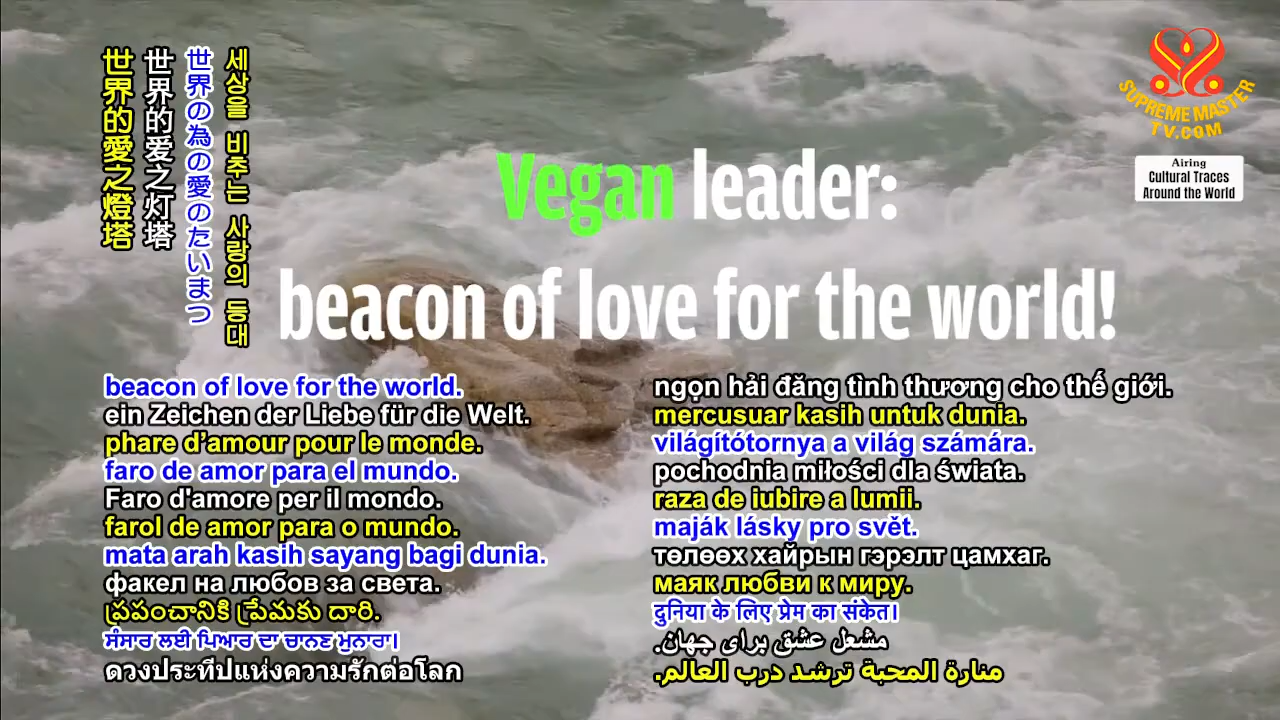 世界的愛之燈塔
世界的爱之灯塔
世界の為の愛のたいまつ
세상을 비추는 사랑의 등대
SUPREME MASTER
TV.COM
Airing
Cultural Traces
Around the World
Vegan leader:
beacon of love for the world!
beacon of love for the world.
ein Zeichen der Liebe für die Welt.
phare d’amour pour le monde.
faro de amor para el mundo.
Faro d'amore per il mondo.
farol de amor para o mundo.
mata arah kasih sayang bagi dunia.
факел на любов за света.
ప్రపంచానికి ప్రేమకు దారి.
ਸੰਸਾਰ ਲਈ ਪਿਆਰ ਦਾ ਚਾਨਣ ਮੁਨਾਰਾ।
ดวงประทีปแห่งความรักต่อโลก
ngọn hải đăng tình thương cho thế giới.
mercusuar kasih untuk dunia.
világítótornya a világ számára.
pochodnia miłości dla świata.
raza de iubire a lumii.
maják lásky pro svět.
төлөөх хайрын гэрэлт цамхаг.
маяк любви к миру.
दुनिया के लिए प्रेम का संकेत।
مشعل عشق برای جهان.
منارة المحبة ترشد درب العالم.